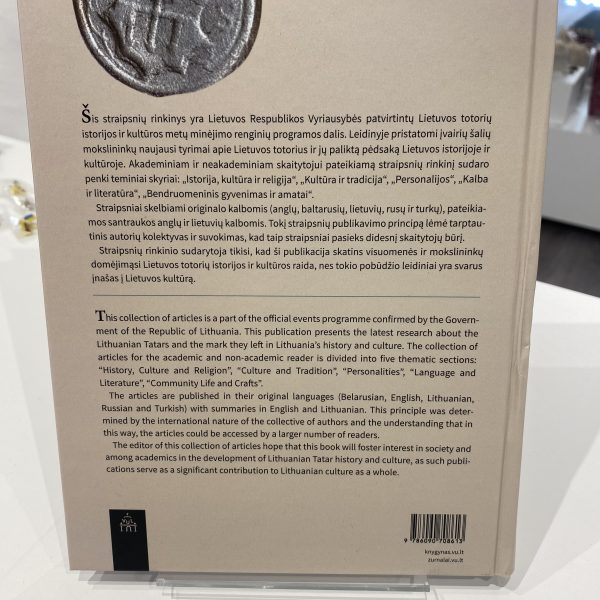 Šis straipsnių rinkinys yra Lietuvos Respublikos Vyriausybės patvirtintų Lietuvos totorių
istorijos ir kultūros metų minėjimo renginių programos dalis. Leidinyje pristatomi įvairių šalių
mokslininkų naujausi tyrimai apie Lietuvos totorius ir jų paliktą pėdsaką Lietuvos istorijoje ir
kultūroje. Akademiniam ir neakademiniam skaitytojui pateikiamą straipsnių rinkinį sudaro
penki teminiai skyriai: „Istorija, kultūra ir religija“, „Kultūra ir tradicija“, „Personalijos“, „Kalba
ir literatūra“, „Bendruomeninis gyvenimas ir amatai“.
Straipsniai skelbiami originalo kalbomis (anglų, baltarusių, lietuvių, rusų ir turkų), pateikia-
mos santraukos anglų ir lietuvių kalbomis. Tokį straipsnių publikavimo principą lėmė tarptau-
tinis autorių kolektyvas ir suvokimas, kad taip straipsniai pasieks didesnį skaitytojų būrį.
Straipsnių rinkinio sudarytoja tikisi, kad ši publikacija skatins visuomenės ir mokslininkų
domėjimąsi Lietuvos totorių istorijos ir kultūros raida, nes tokio pobūdžio leidiniai yra svarus
įnašas į Lietuvos kultūrą.
This collection of articles is a part of the official events programme confirmed by the Govern-
ment of the Republic of Lithuania. This publication presents the latest research about the
Lithuanian Tatars and the mark they left in Lithuania's history and culture. The collection of
articles for the academic and non-academic reader is divided into five thematic sections:
“History, Culture and Religion”, “Culture and Tradition”, “Personalities”, “Language and
Literature”, “Community Life and Crafts”.
The articles are published in their original languages (Belarusian, English, Lithuanian,
Russian and Turkish) with summaries in English and Lithuanian. This principle was deter-
mined by the international nature of the collective of authors and the understanding that in
this way, the articles could be accessed by a larger number of readers.
The editor of this collection of articles hope that this book will foster interest in society and
among academics in the development of Lithuanian Tatar history and culture, as such publi-
cations serve as a significant contribution to Lithuanian culture as a whole.
9 786090 708613
knygynas.vu.lt
zurnalai.vu.lt